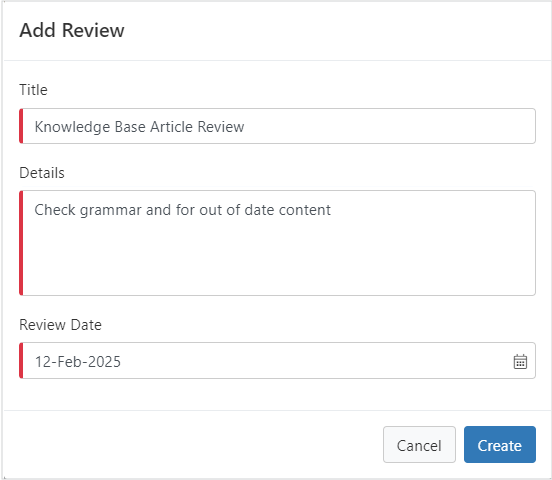 Add Review
Title
Knowledge Base Article Review
Details
Check grammar and for out of date content
Review Date
12-Feb-2025
Cancel
Create